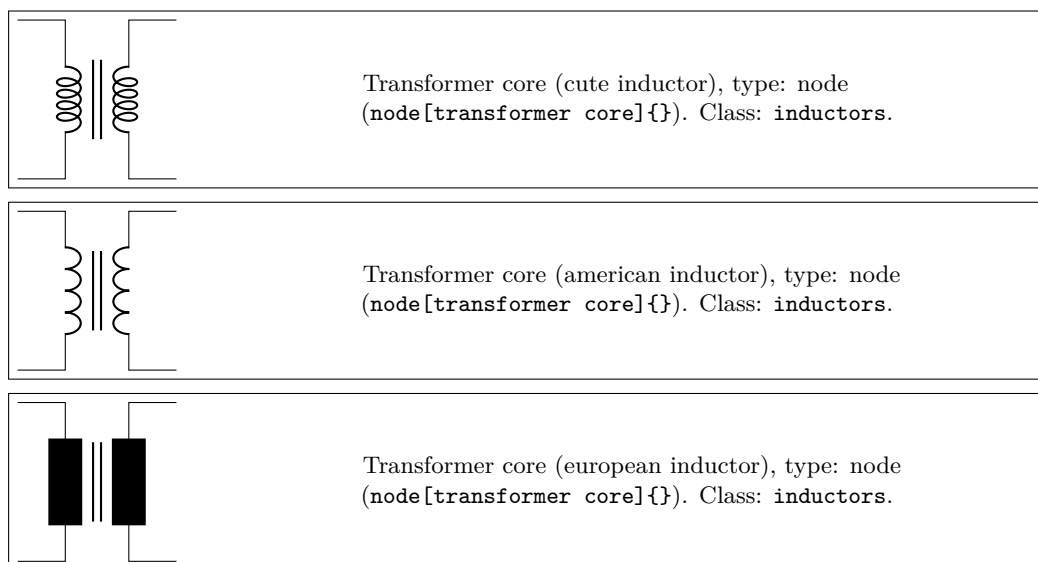 Transformer core (cute inductor), type: node
(node[transformer core]{}). Class: inductors.
Transformer core (american inductor), type: node
(node[transformer core]{}). Class: inductors.
Transformer core (european inductor), type: node
(node[transformer core]{}). Class: inductors.